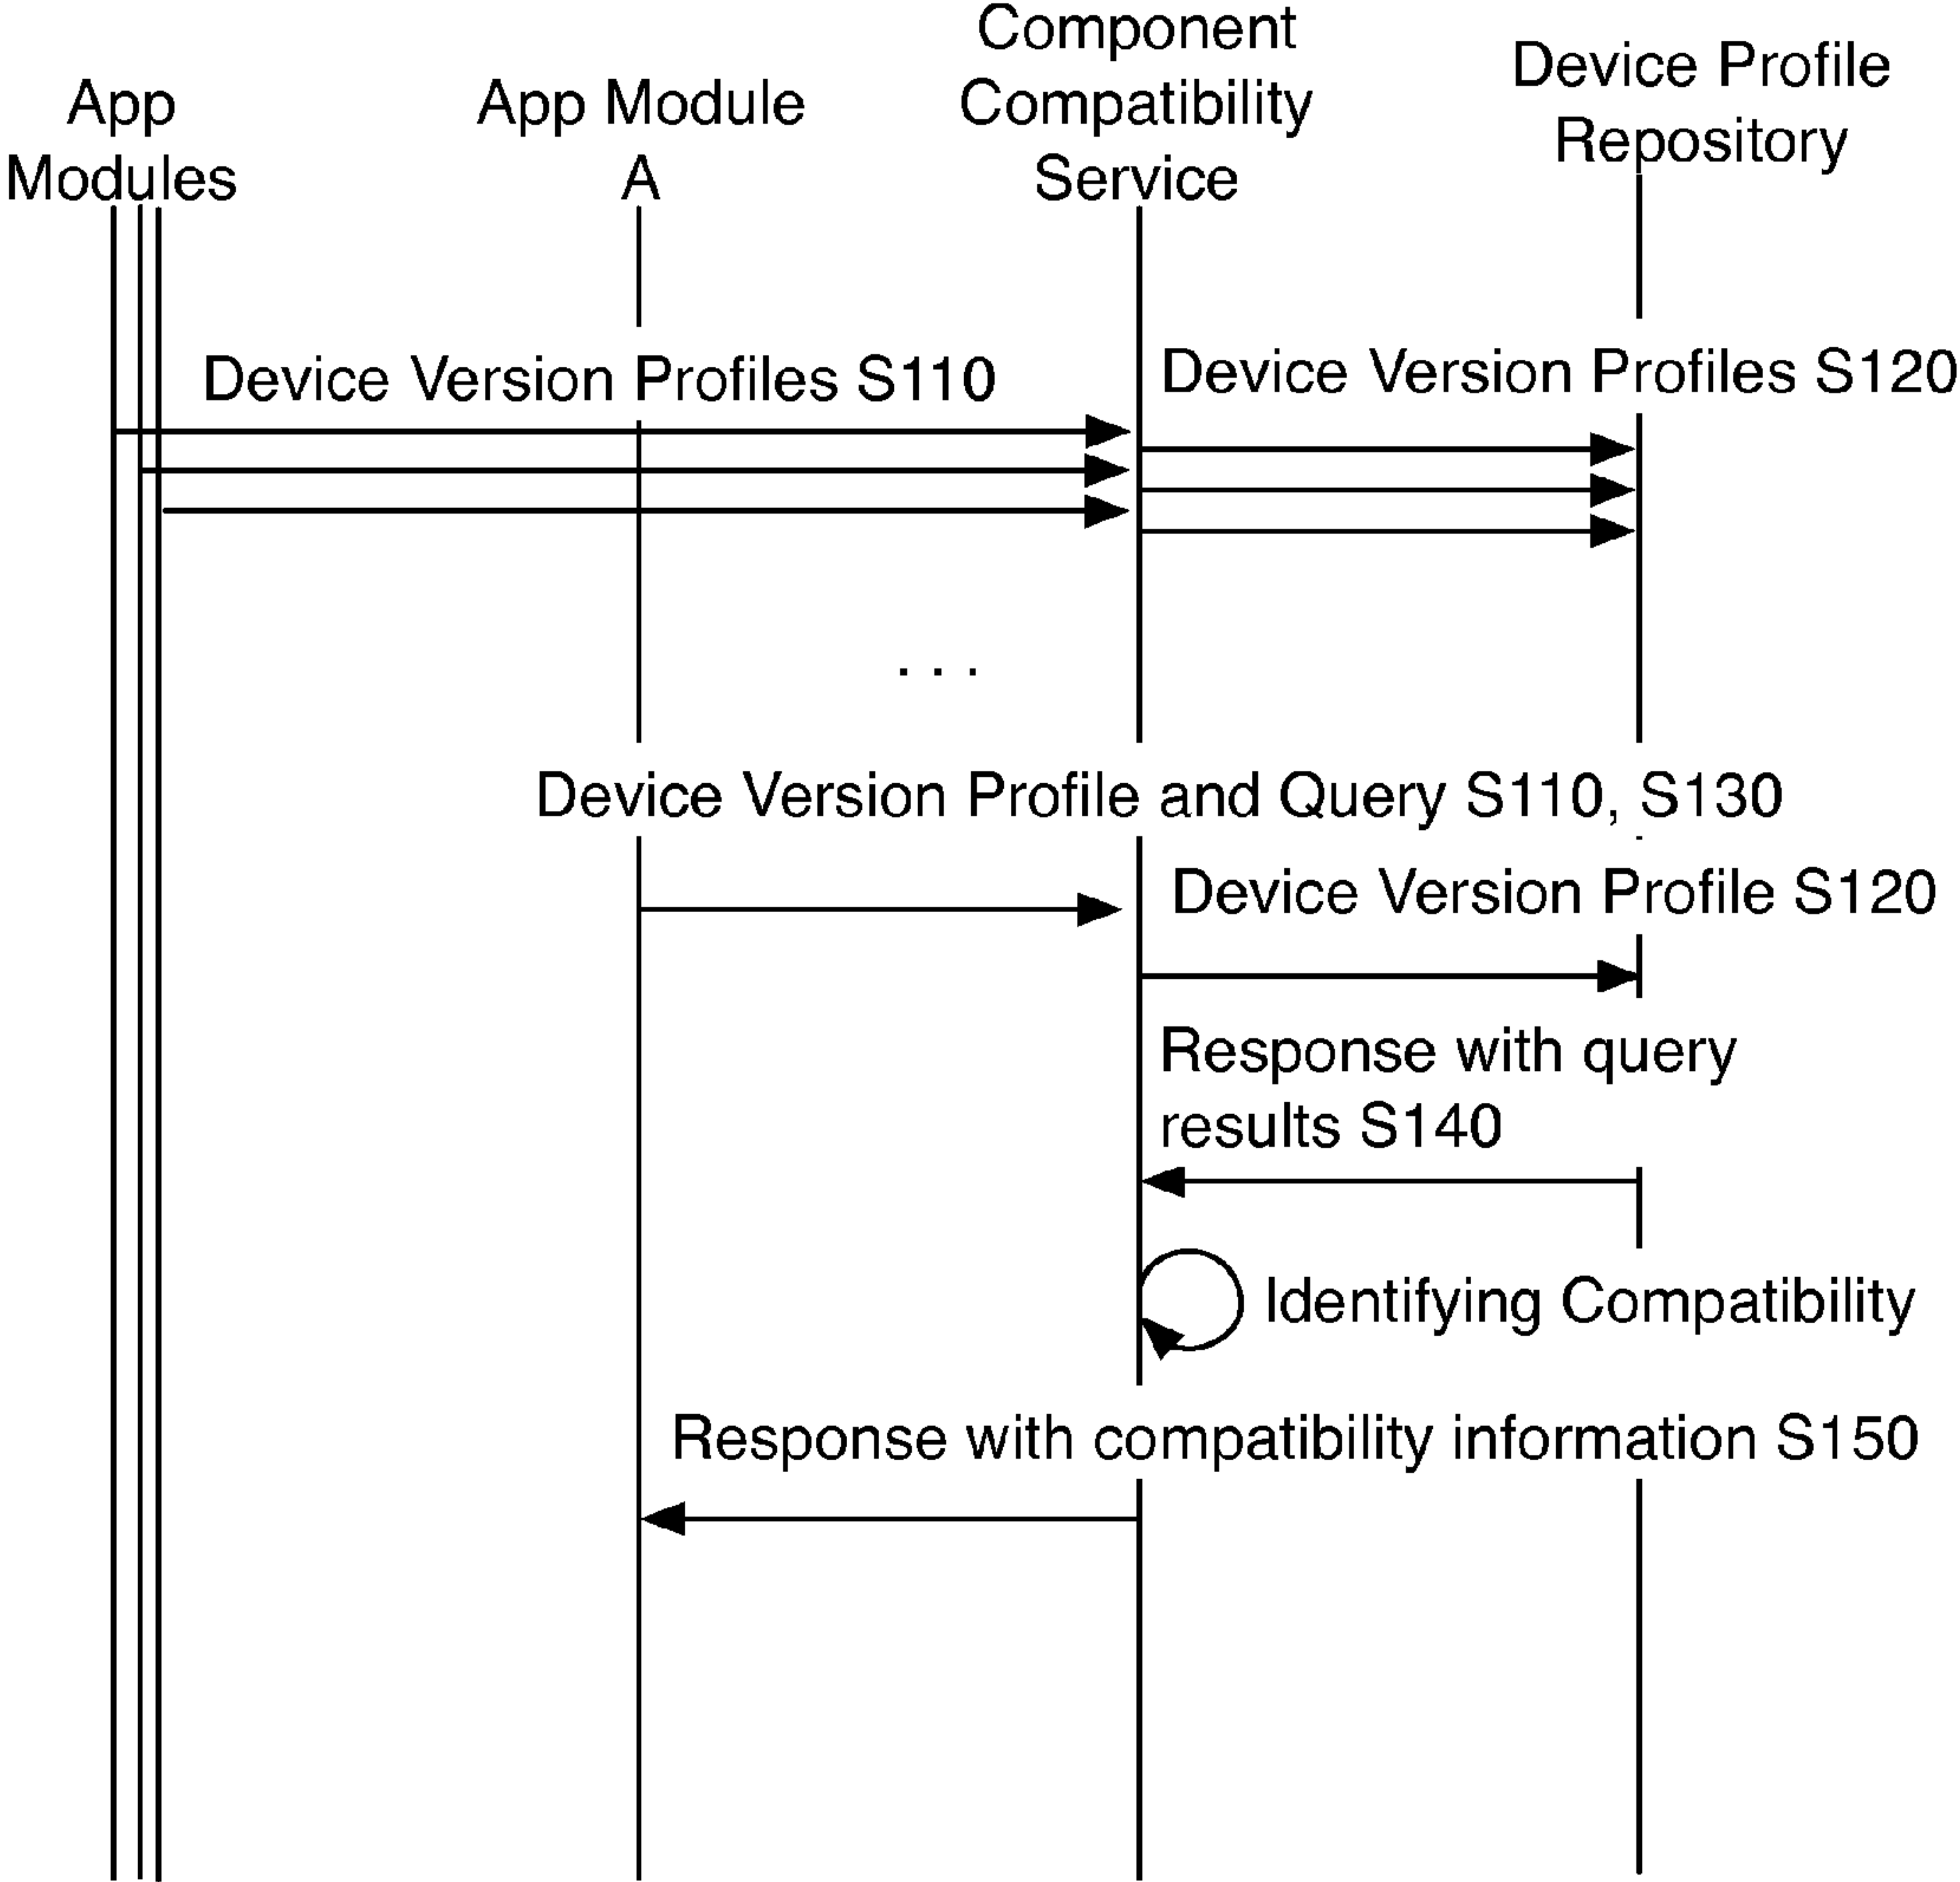 App
Modules
App Module
A
Component
Compatibility
Service
Device Profile
Repository
Device Version Profiles S110
Device Version Profiles S120
. . .
Device Version Profile and Query S110, S130
Device Version Profile S120
Response with query
results S140
Identifying Compatibility
Response with compatibility information S150